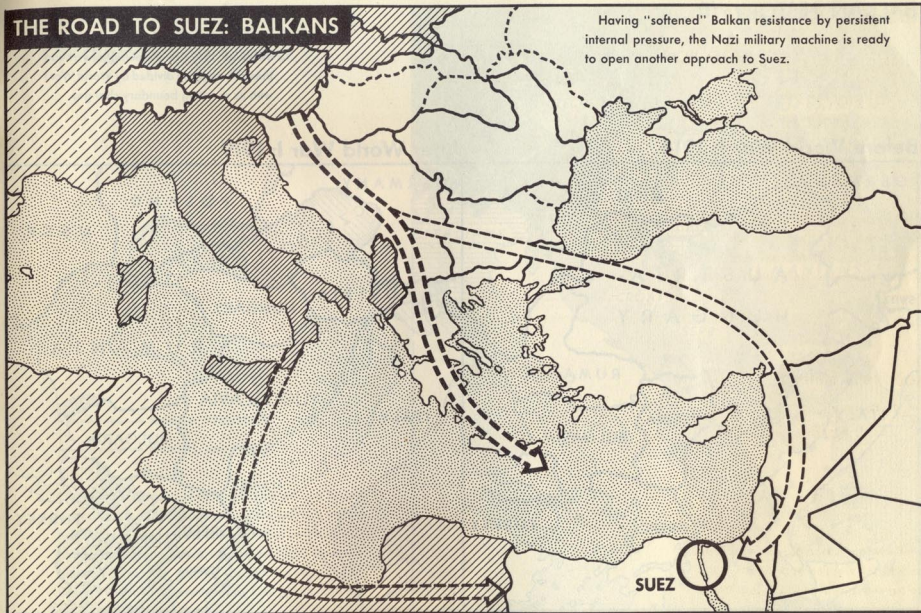 THE ROAD TO SUEZ: BALKANS
Having "softened" Balkan resistance by persistent
internal pressure, the Nazi military machine is ready
to open another approach to Suez.
SUEZ